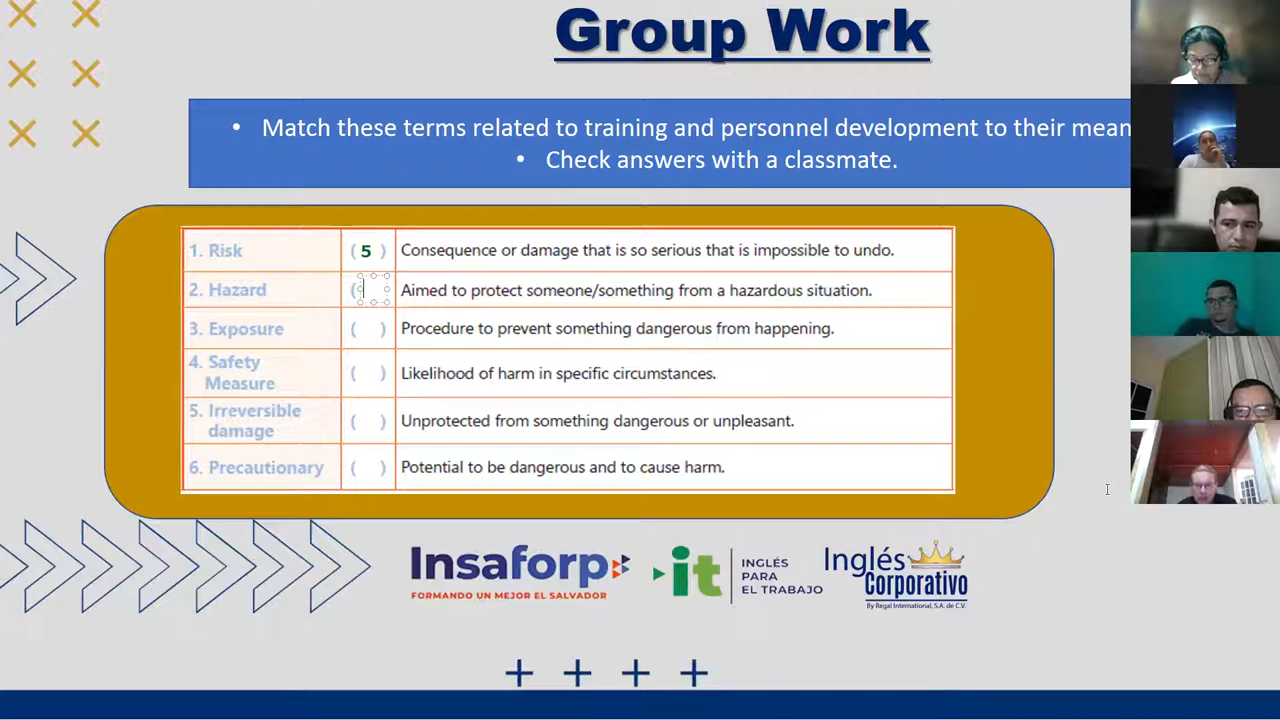 Group Work
• Match these terms related to training and personnel development to their mean
• Check answers with a classmate.
1. Risk ( 5 ) Consequence or damage that is so serious that is impossible to undo.
2. Hazard ( Aimed to protect someone/something from a hazardous situation.
3. Exposure ( ) Procedure to prevent something dangerous from happening.
4. Safety
Measure ( ) Likelihood of harm in specific circumstances.
5. Irreversible
damage ( ) Unprotected from something dangerous or unpleasant.
6. Precautionary ( ) Potential to be dangerous and to cause harm.
Insaforp
FORMANDO UN MEJOR EL SALVADOR
it
INGLÉS
PARA
EL TRABAJO
Inglés
Corporativo
By Regal International, S.A. de C.V.